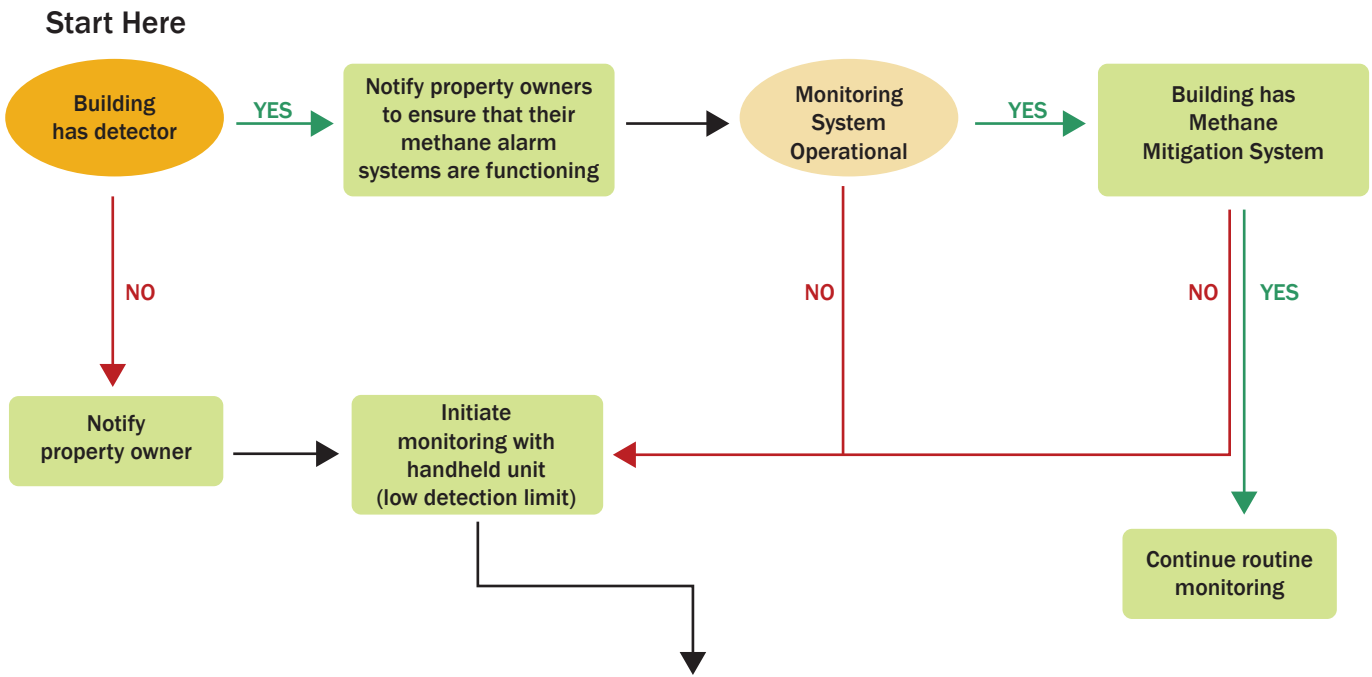 Start Here
Building
has detector
YES
Notify property owners
to ensure that their
methane alarm
systems are functioning
Monitoring
System
Operational
YES
Building has
Methane
Mitigation System
NO
NO
NO
YES
Notify
property owner
Initiate
monitoring with
handheld unit
(low detection limit)
Continue routine
monitoring